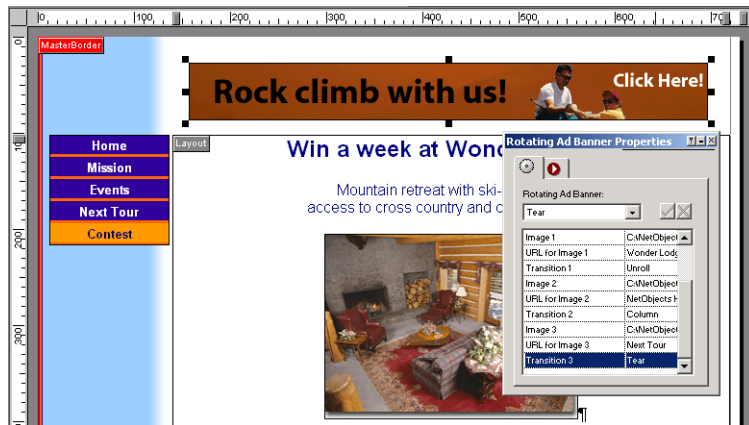 0 100 200 300 400 500 600 70
MasterBorder
0
Rock climb with us!
Click Here!
100
Home
Layout
Win a week at Wond
Rotating Ad Banner Properties
Mission
Events
Mountain retreat with ski-
Rotating Ad Banner:
Next Tour
access to cross country and d
Tear
Contest
200
Image 1 C:\NetObject
URL for Image 1 Wonder Lodg
Transition 1 Unroll
Image 2 C:\NetObject
URL for Image 2 NetObjects H
Transition 2 Column
Image 3 C:\NetObject
300
URL for Image 3 Next Tour
Transition 3 Tear
¶